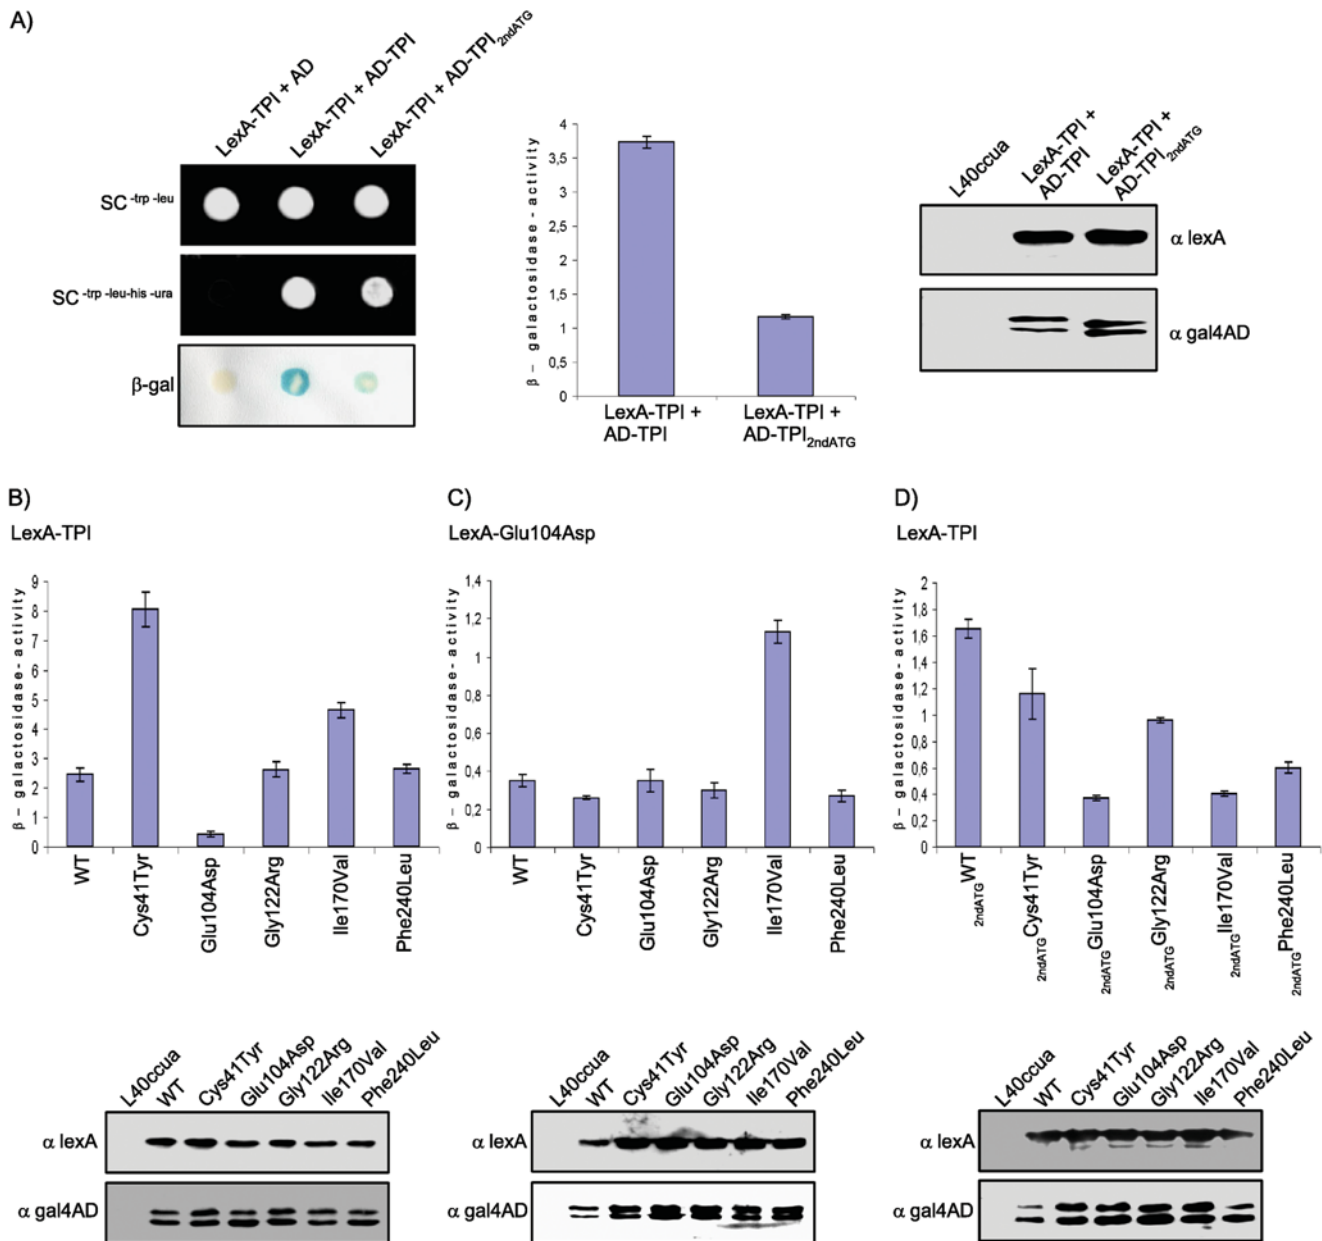 A)
LexA-TPI + AD
LexA-TPI + AD-TPI
LexA-TPI + AD-TPI2ndATG
SC -trp -leu
SC -trp -leu-his -ura
β-gal
β – galactosidase - activity
4
3,5
3
2,5
2
1,5
1
0,5
0
LexA-TPI +
AD-TPI
LexA-TPI +
AD-TPI2ndATG
L40ccua
LexA-TPI +
AD-TPI
LexA-TPI +
AD-TPI2ndATG
α lexA
α gal4AD
B)
LexA-TPI
β – galactosidase - activity
9
8
7
6
5
4
3
2
1
0
WT
Cys41Tyr
Glu104Asp
Gly122Arg
Ile170Val
Phe240Leu
L40ccua
WT
Cys41Tyr
Glu104Asp
Gly122Arg
Ile170Val
Phe240Leu
α lexA
α gal4AD
C)
LexA-Glu104Asp
β – galactosidase - activity
1,4
1,2
1
0,8
0,6
0,4
0,2
0
WT
Cys41Tyr
Glu104Asp
Gly122Arg
Ile170Val
Phe240Leu
L40ccua
WT
Cys41Tyr
Glu104Asp
Gly122Arg
Ile170Val
Phe240Leu
α lexA
α gal4AD
D)
LexA-TPI
β – galactosidase - activity
2
1,8
1,6
1,4
1,2
1
0,8
0,6
0,4
0,2
0
2ndATGWT
2ndATGCys41Tyr
2ndATGGlu104Asp
2ndATGGly122Arg
2ndATGIle170Val
2ndATGPhe240Leu
L40ccua
WT
Cys41Tyr
Glu104Asp
Gly122Arg
Ile170Val
Phe240Leu
α lexA
α gal4AD